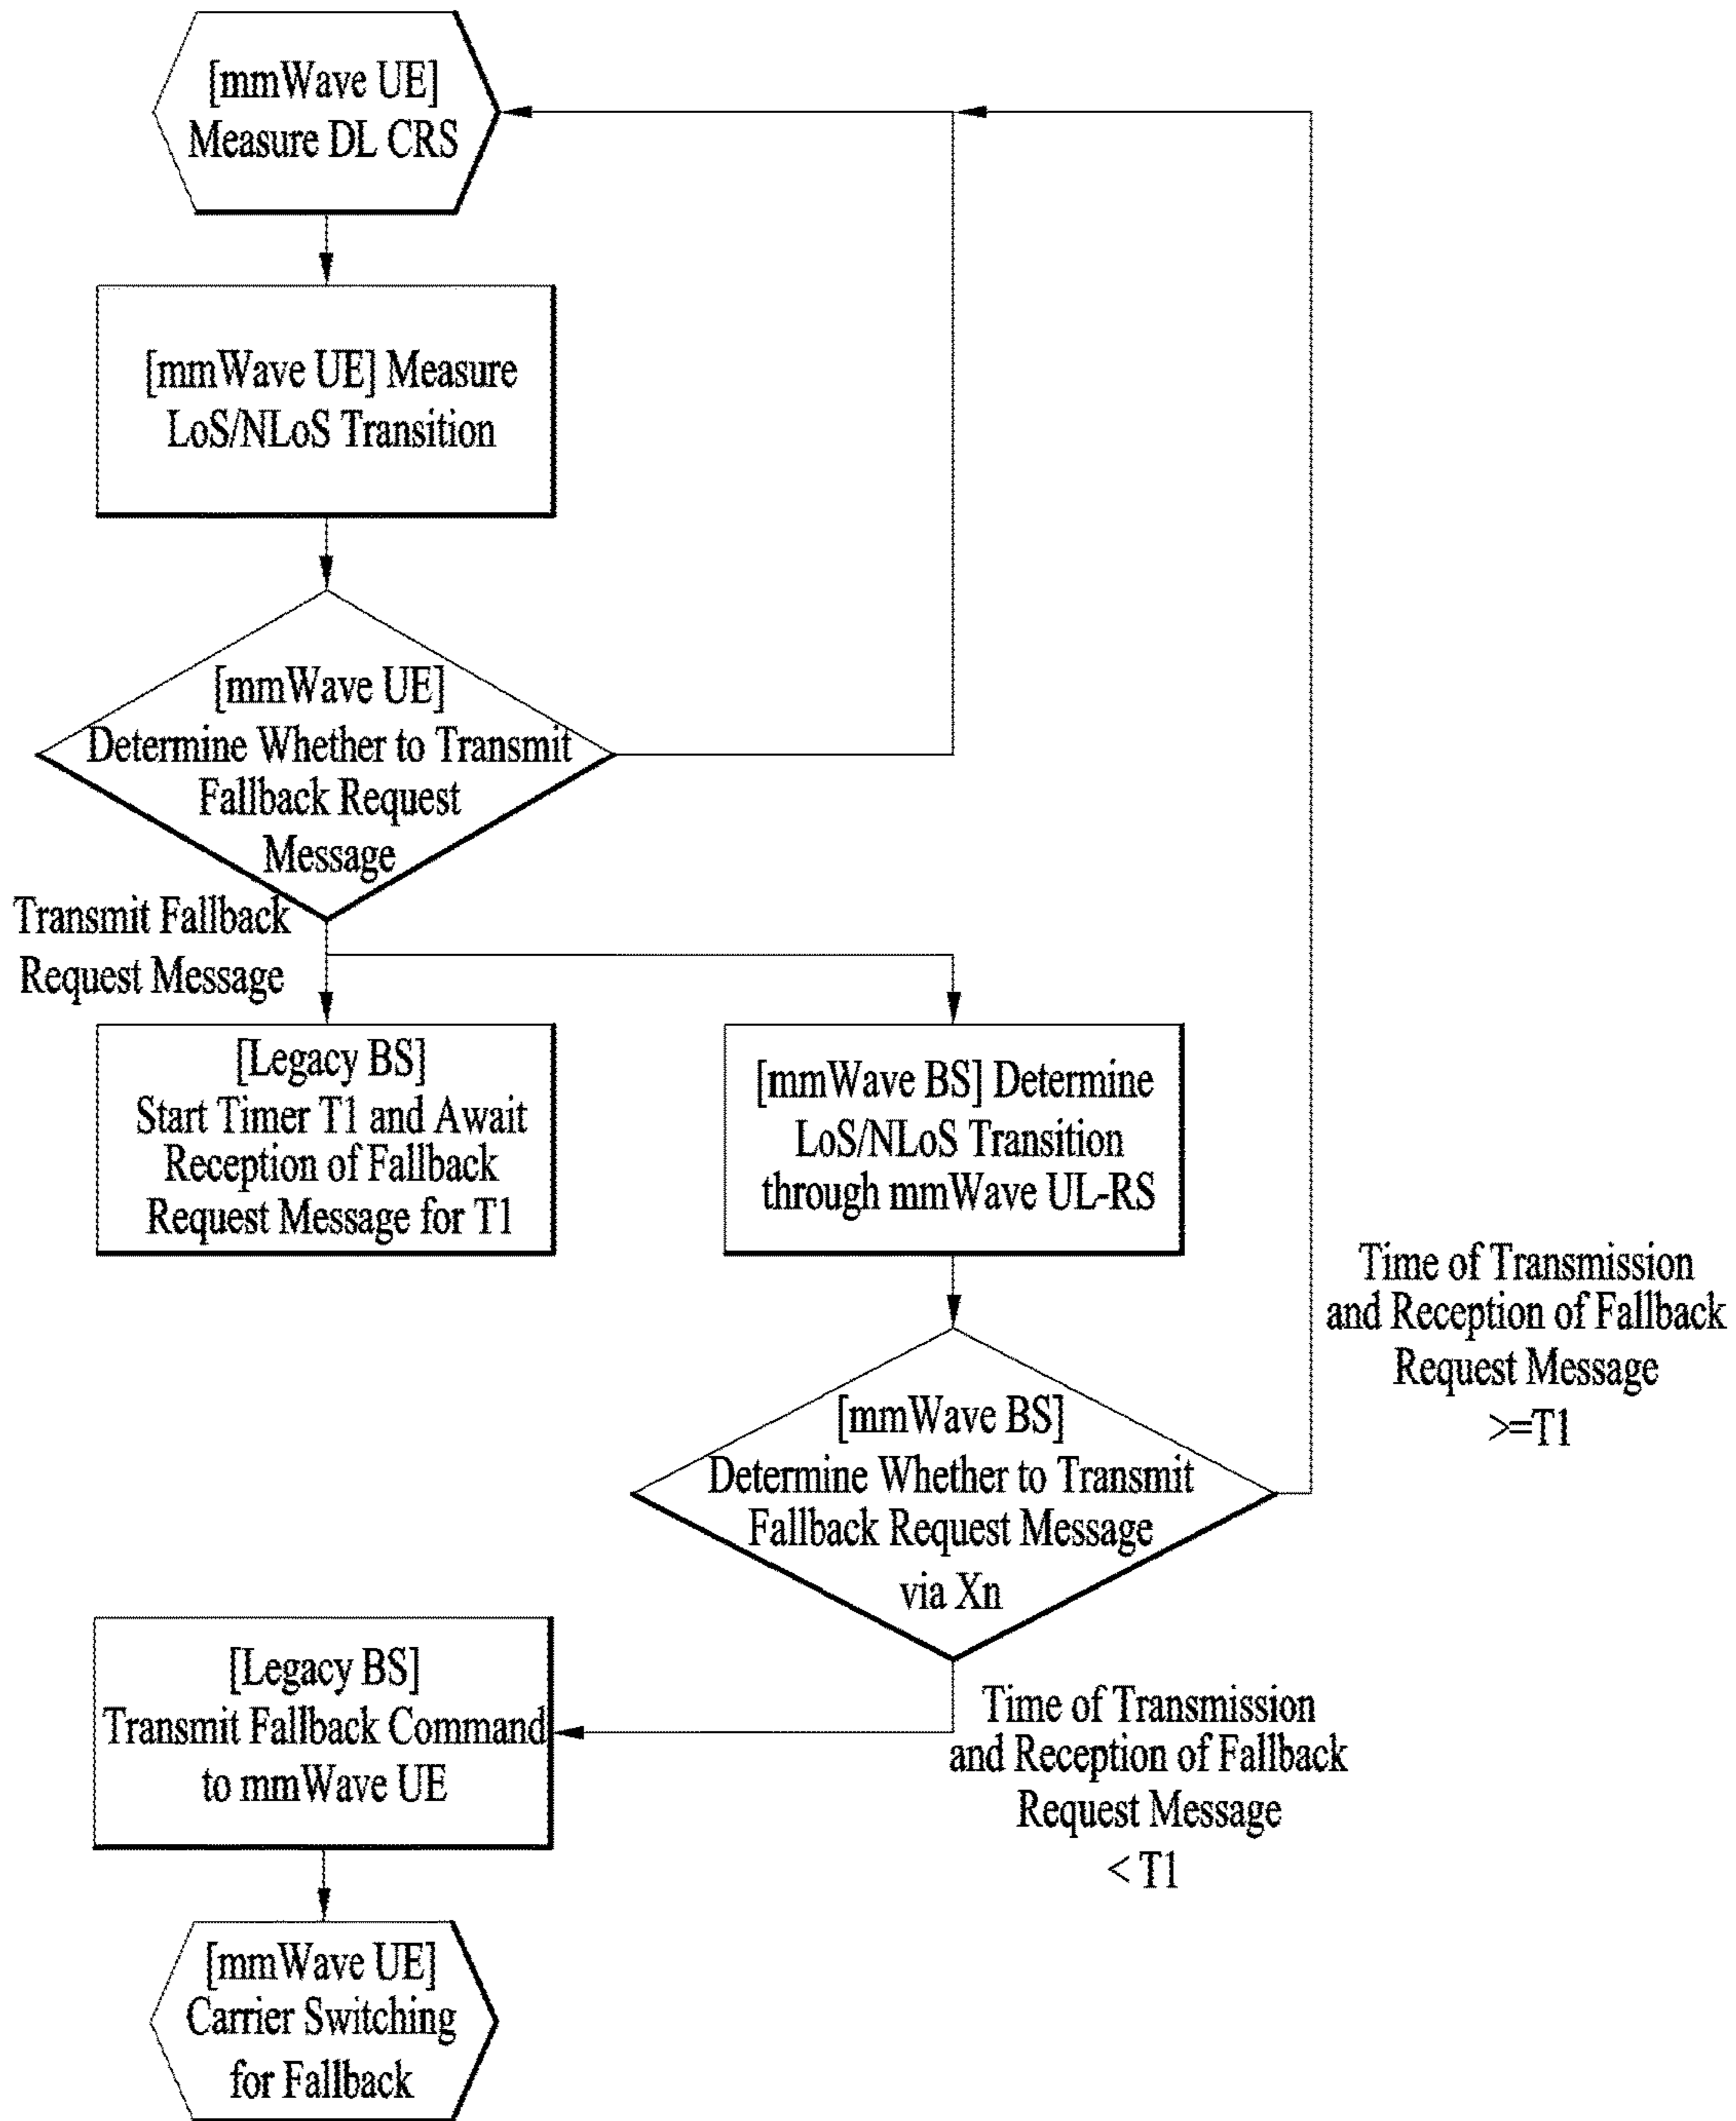 [mmWave UE]
Measure DL CRS
[mmWave UE] Measure
LoS/NLoS Transition
[mmWave UE]
Determine Whether to Transmit
Fallback Request
Message
Transmit Fallback
Request Message
[Legacy BS]
Start Timer T1 and Await
Reception of Fallback
Request Message for T1
[mmWave BS] Determine
LoS/NLoS Transition
through mmWave UL-RS
Time of Transmission
and Reception of Fallback
Request Message
>=T1
[mmWave BS]
Determine Whether to Transmit
Fallback Request Message
via Xn
Time of Transmission
and Reception of Fallback
Request Message
< T1
[Legacy BS]
Transmit Fallback Command
to mmWave UE
[mmWave UE]
Carrier Switching
for Fallback